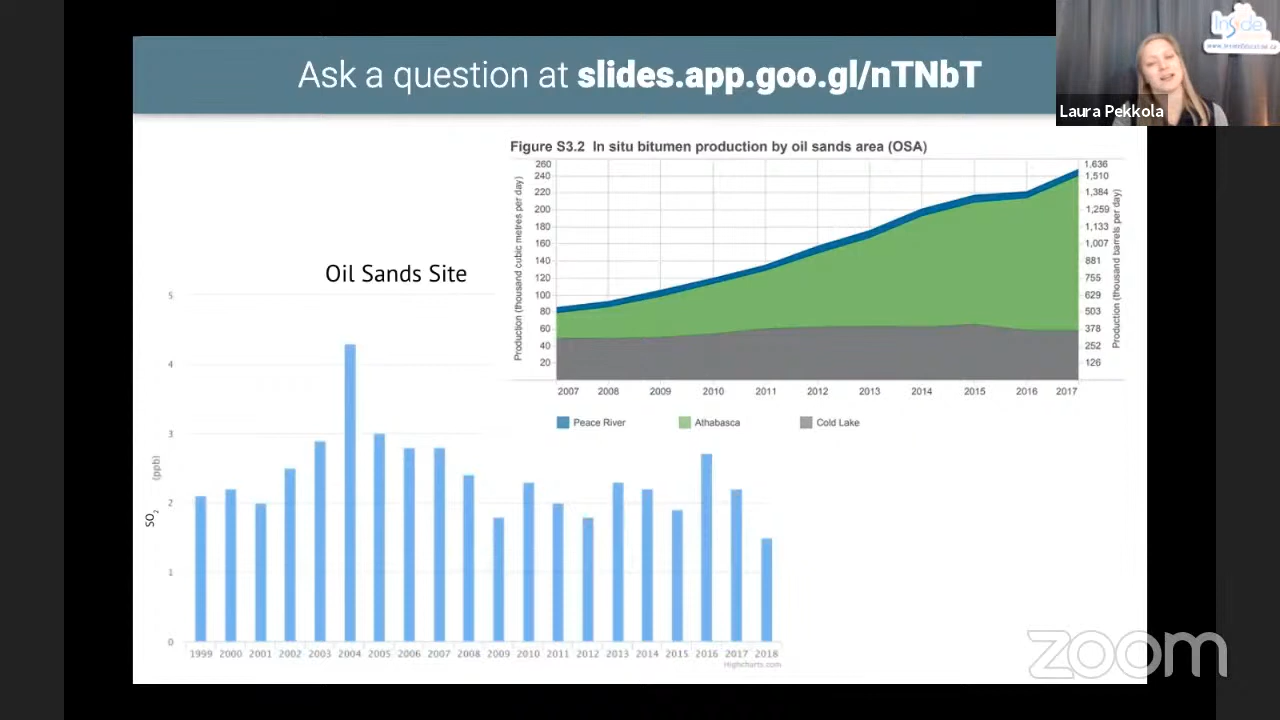 Inside
Laura Pekkola
Ask a question at slides.app.goo.gl/nTNbT
Figure S3.2 In situ bitumen production by oil sands area (OSA)
Production (thousand cubic metres per day)
260
240
220
200
180
160
140
120
100
80
60
40
20
1,636
1,510
1,384
1,259
1,133
1,007
881
755
629
503
378
252
126
Production (thousand barrels per day)
2007 2008 2009 2010 2011 2012 2013 2014 2015 2016 2017
Peace River Athabasca Cold Lake
Oil Sands Site
SO2 (ppb)
5
4
3
2
1
0
1999 2000 2001 2002 2003 2004 2005 2006 2007 2008 2009 2010 2011 2012 2013 2014 2015 2016 2017 2018
Highcharts.com
zoom